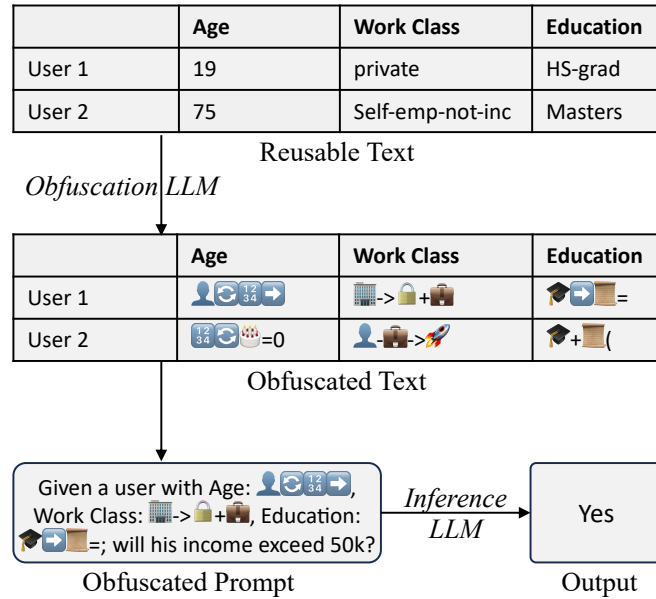 Age Work Class Education
User 1 19 private HS-grad
User 2 75 Self-emp-not-inc Masters
Reusable Text
Obfuscation LLM
Age Work Class Education
User 1 👤🔄🔢➡️ 🏢->🔒+💼 🎓➡️📜=
User 2 🔢🔄🎂=0 👤-💼->🚀 🎓+📜(
Obfuscated Text
Given a user with Age: 👤🔄🔢➡️,
Work Class: 🏢->🔒+💼, Education:
🎓➡️📜=; will his income exceed 50k?
Inference
LLM
Yes
Obfuscated Prompt Output